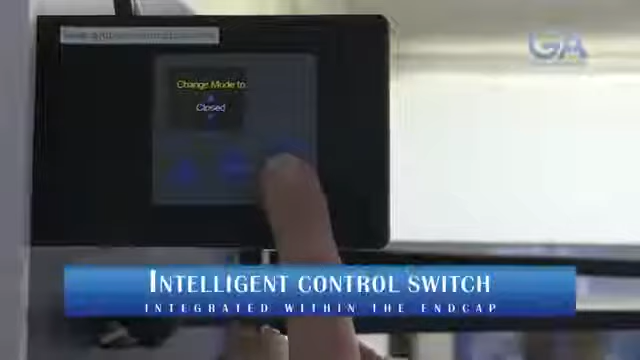 GA
Change Mode to
Closed
INTELLIGENT CONTROL SWITCH
INTEGRATED WITHIN THE ENDCAP